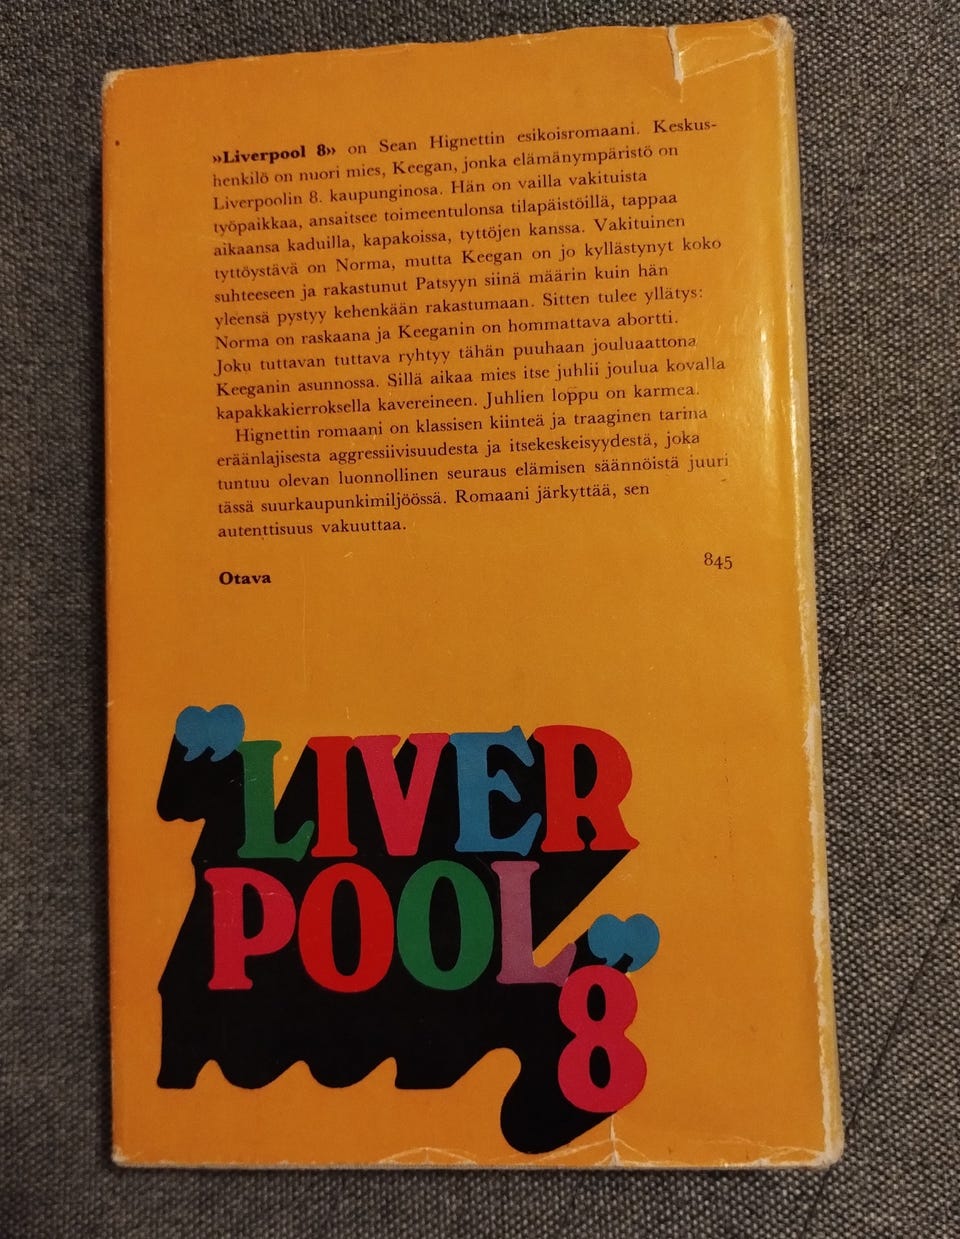 »Liverpool 8» on Sean Hignettin esikoisromaani. Keskus-
henkilö on nuori mies, Keegan, jonka elämänympäristö on
Liverpoolin 8. kaupunginosa. Hän on vailla vakituista
työpaikkaa, ansaitsee toimeentulonsa tilapäistöillä, tappaa
aikaansa kaduilla, kapakoissa, tyttöjen kanssa. Vakituinen
tyttöystävä on Norma, mutta Keegan on jo kyllästynyt koko
suhteeseen ja rakastunut Patsyyn siinä määrin kuin hän
yleensä pystyy kehenkään rakastumaan. Sitten tulee yllätys:
Norma on raskaana ja Keeganin on hommattava abortti.
Joku tuttavan tuttava ryhtyy tähän puuhaan jouluaattona
Keeganin asunnossa. Sillä aikaa mies itse juhlii joulua kovalla
kapakkakierroksella kavereineen. Juhlien loppu on karmea.
Hignettin romaani on klassisen kiinteä ja traaginen tarina
eräänlajisesta aggressiivisuudesta ja itsekeskeisyydestä, joka
tuntuu olevan luonnollinen seuraus elämisen säännöistä juuri
tässä suurkaupunkimiljöössä. Romaani järkyttää, sen
autenttisuus vakuuttaa.
845
Otava
”LIVER
POOL”
8